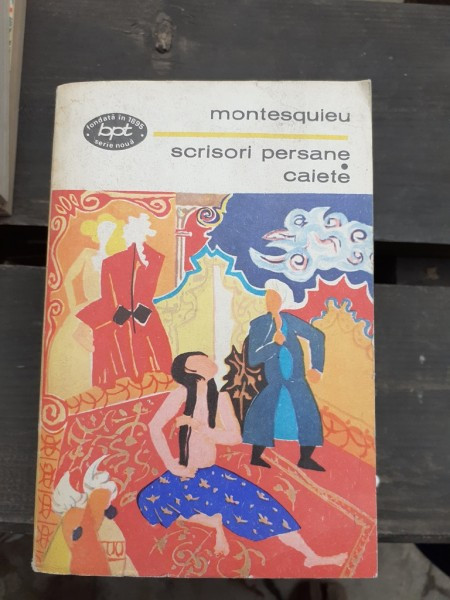 fondată în 1895
bpt
serie nouă
montesquieu
scrisori persane •
caiete